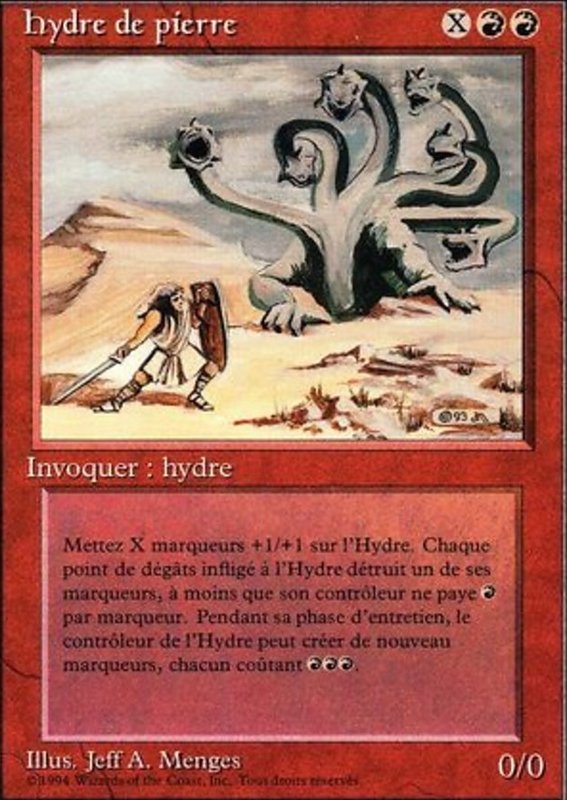 Hydre de pierre
X
Invoquer : hydre
Mettez X marqueurs +1/+1 sur l'Hydre. Chaque
point de dégâts infligé à l'Hydre détruit un de ses
marqueurs, à moins que son contrôleur ne paye
par marqueur. Pendant sa phase d'entretien, le
contrôleur de l'Hydre peut créer de nouveau
marqueurs, chacun coûtant .
©93 JM
Illus. Jeff A. Menges
0/0
©1994 Wizards of the Coast, Inc. Tous droits réservés